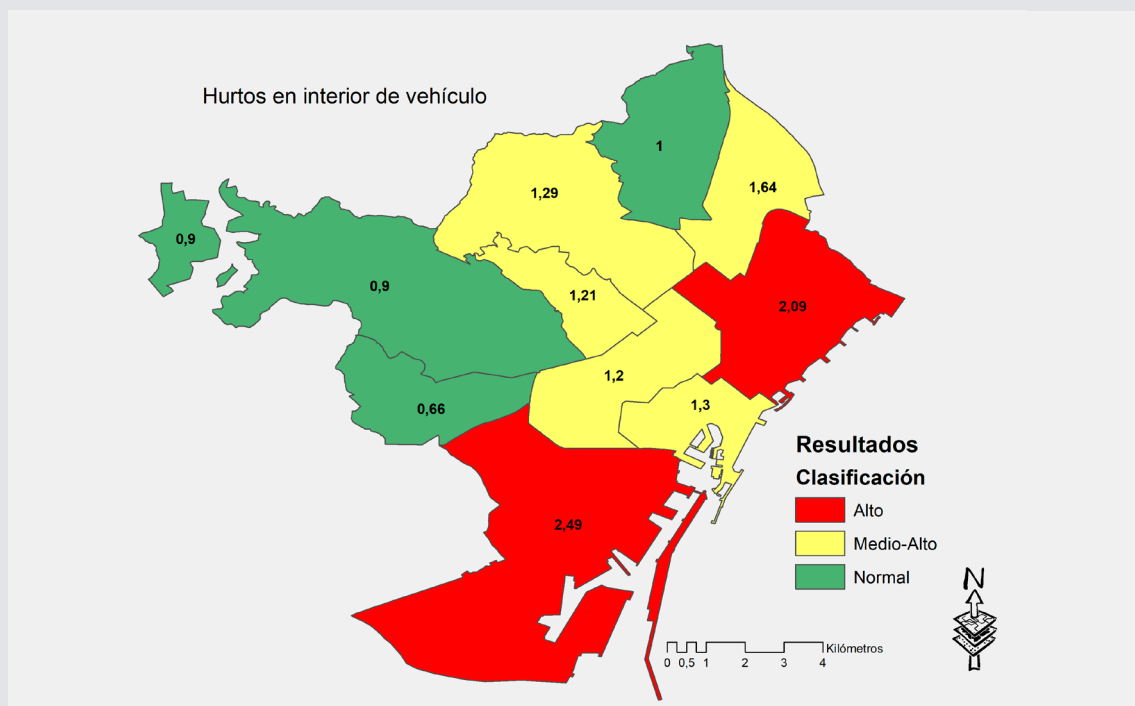 Hurtos en interior de vehículo
1
1,64
1,29
0,9
0,9
1,21
2,09
1,2
1,3
0,66
2,49
Resultados
Clasificación
Alto
Medio-Alto
Normal
N
Kilómetros
0 0,5 1 2 3 4